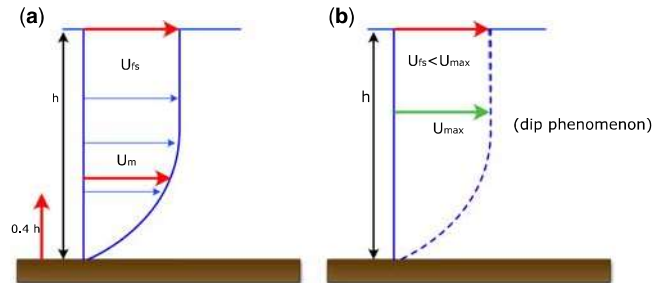 (a)
Ufs
h
Um
0.4 h
(b)
Ufs<Umax
h
Umax
(dip phenomenon)